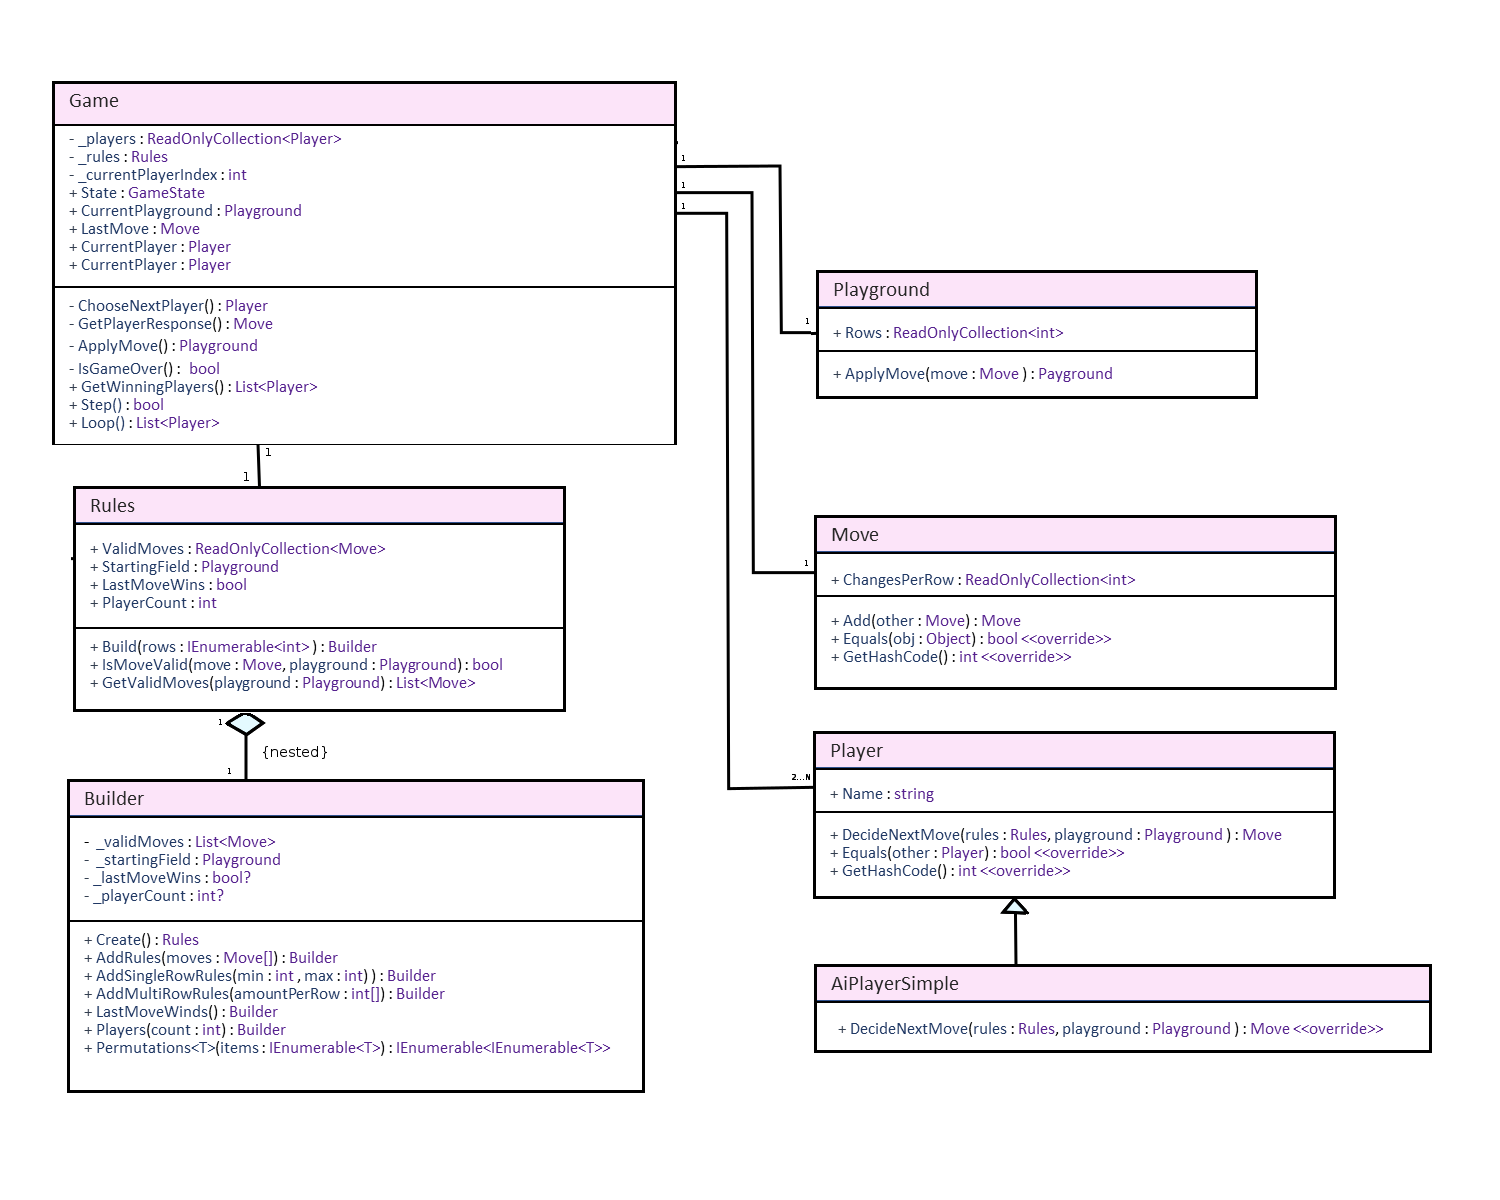 Game
- _players : ReadOnlyCollection<Player>
- _rules : Rules
- _currentPlayerIndex : int
+ State : GameState
+ CurrentPlayground : Playground
+ LastMove : Move
+ CurrentPlayer : Player
+ CurrentPlayer : Player
- ChooseNextPlayer() : Player
- GetPlayerResponse() : Move
- ApplyMove() : Playground
- IsGameOver() : bool
+ GetWinningPlayers() : List<Player>
+ Step() : bool
+ Loop() : List<Player>
1
1
1
1
1
Rules
+ ValidMoves : ReadOnlyCollection<Move>
+ StartingField : Playground
+ LastMoveWins : bool
+ PlayerCount : int
+ Build(rows : IEnumerable<int> ) : Builder
+ IsMoveValid(move : Move, playground : Playground) : bool
+ GetValidMoves(playground : Playground) : List<Move>
1
{nested}
1
Builder
- _validMoves : List<Move>
- _startingField : Playground
- _lastMoveWins : bool?
- _playerCount : int?
+ Create() : Rules
+ AddRules(moves : Move[]) : Builder
+ AddSingleRowRules(min : int , max : int) ) : Builder
+ AddMultiRowRules(amountPerRow : int[]) : Builder
+ LastMoveWinds() : Builder
+ Players(count : int) : Builder
+ Permutations<T>(items : IEnumerable<T>) : IEnumerable<IEnumerable<T>>
1
Playground
+ Rows : ReadOnlyCollection<int>
+ ApplyMove(move : Move ) : Payground
1
Move
+ ChangesPerRow : ReadOnlyCollection<int>
+ Add(other : Move) : Move
+ Equals(obj : Object) : bool <<override>>
+ GetHashCode() : int <<override>>
2...N
Player
+ Name : string
+ DecideNextMove(rules : Rules, playground : Playground ) : Move
+ Equals(other : Player) : bool <<override>>
+ GetHashCode() : int <<override>>
AiPlayerSimple
+ DecideNextMove(rules : Rules, playground : Playground ) : Move <<override>>